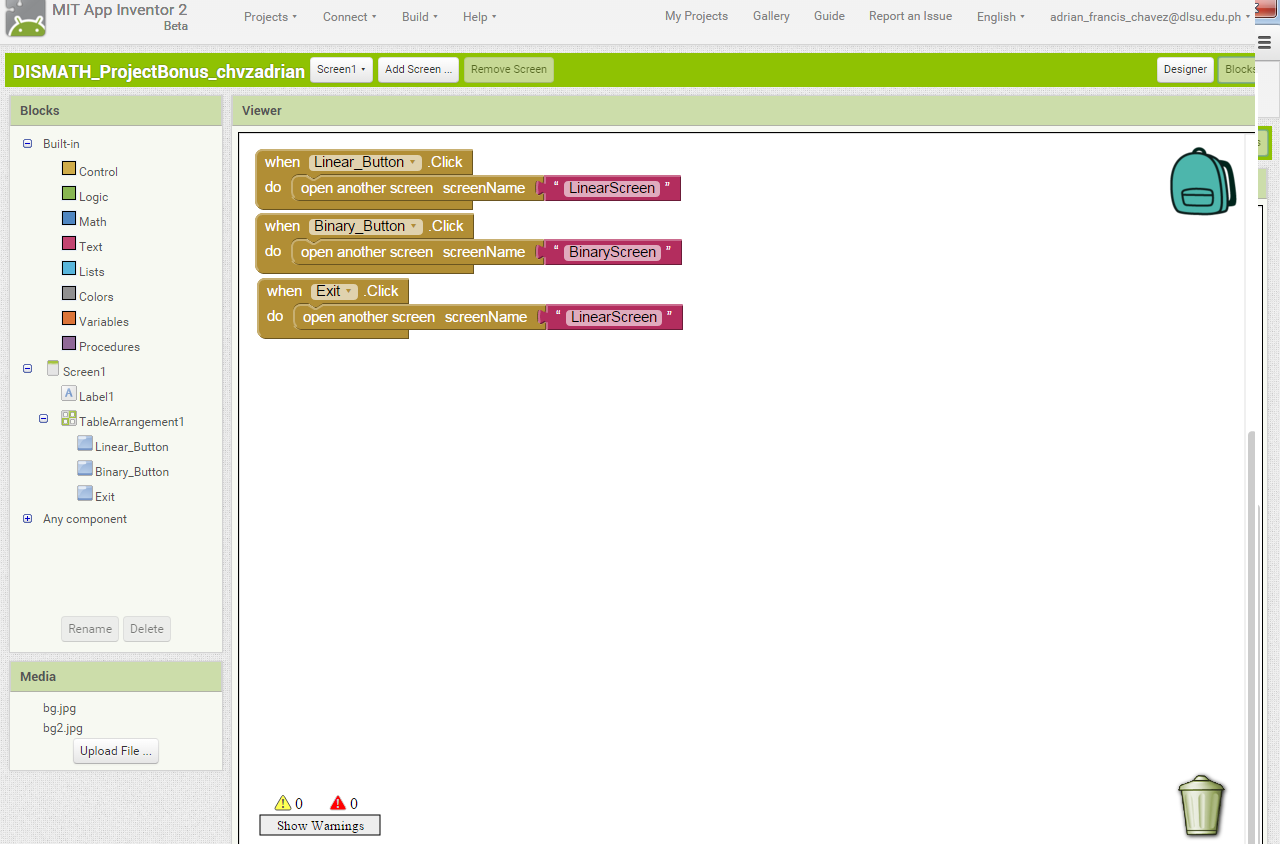 MIT App Inventor 2
Beta
Projects Connect Build Help My Projects Gallery Guide Report an Issue English adrian_francis_chavez@dlsu.edu.ph
DISMATH_ProjectBonus_chvzadrian Screen1 Add Screen ... Remove Screen Designer Blocks
Blocks
Viewer
Built-in
Control
Logic
Math
Text
Lists
Colors
Variables
Procedures
Screen1
A Label1
TableArrangement1
Linear_Button
Binary_Button
Exit
Any component
Rename Delete
Media
bg.jpg
bg2.jpg
Upload File ...
when Linear_Button .Click
do open another screen screenName “ LinearScreen ”
when Binary_Button .Click
do open another screen screenName “ BinaryScreen ”
when Exit .Click
do open another screen screenName “ LinearScreen ”
0 0
Show Warnings